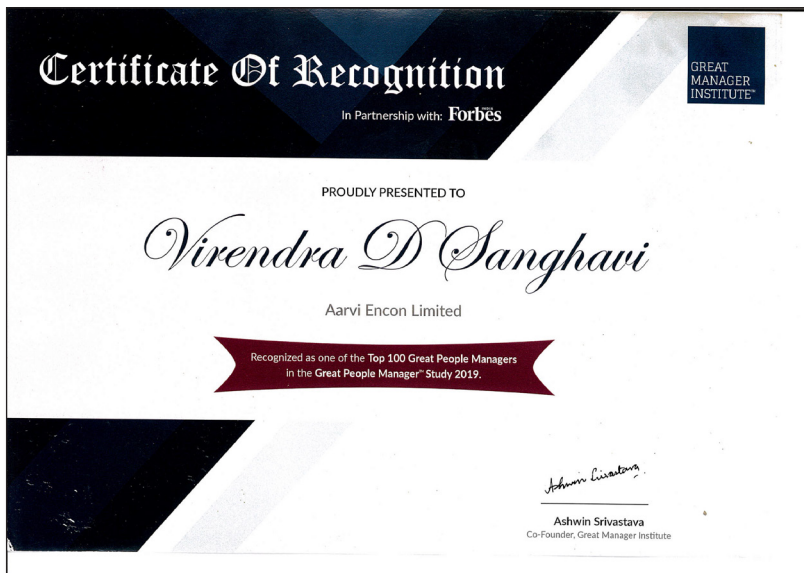 Certificate Of Recognition
In Partnership with: Forbes
INDIA
GREAT
MANAGER
INSTITUTE™
PROUDLY PRESENTED TO
Virendra D Sanghavi
Aarvi Encon Limited
Recognized as one of the Top 100 Great People Managers
in the Great People Manager™ Study 2019.
Ashwin Srivastava
Ashwin Srivastava
Co-Founder, Great Manager Institute